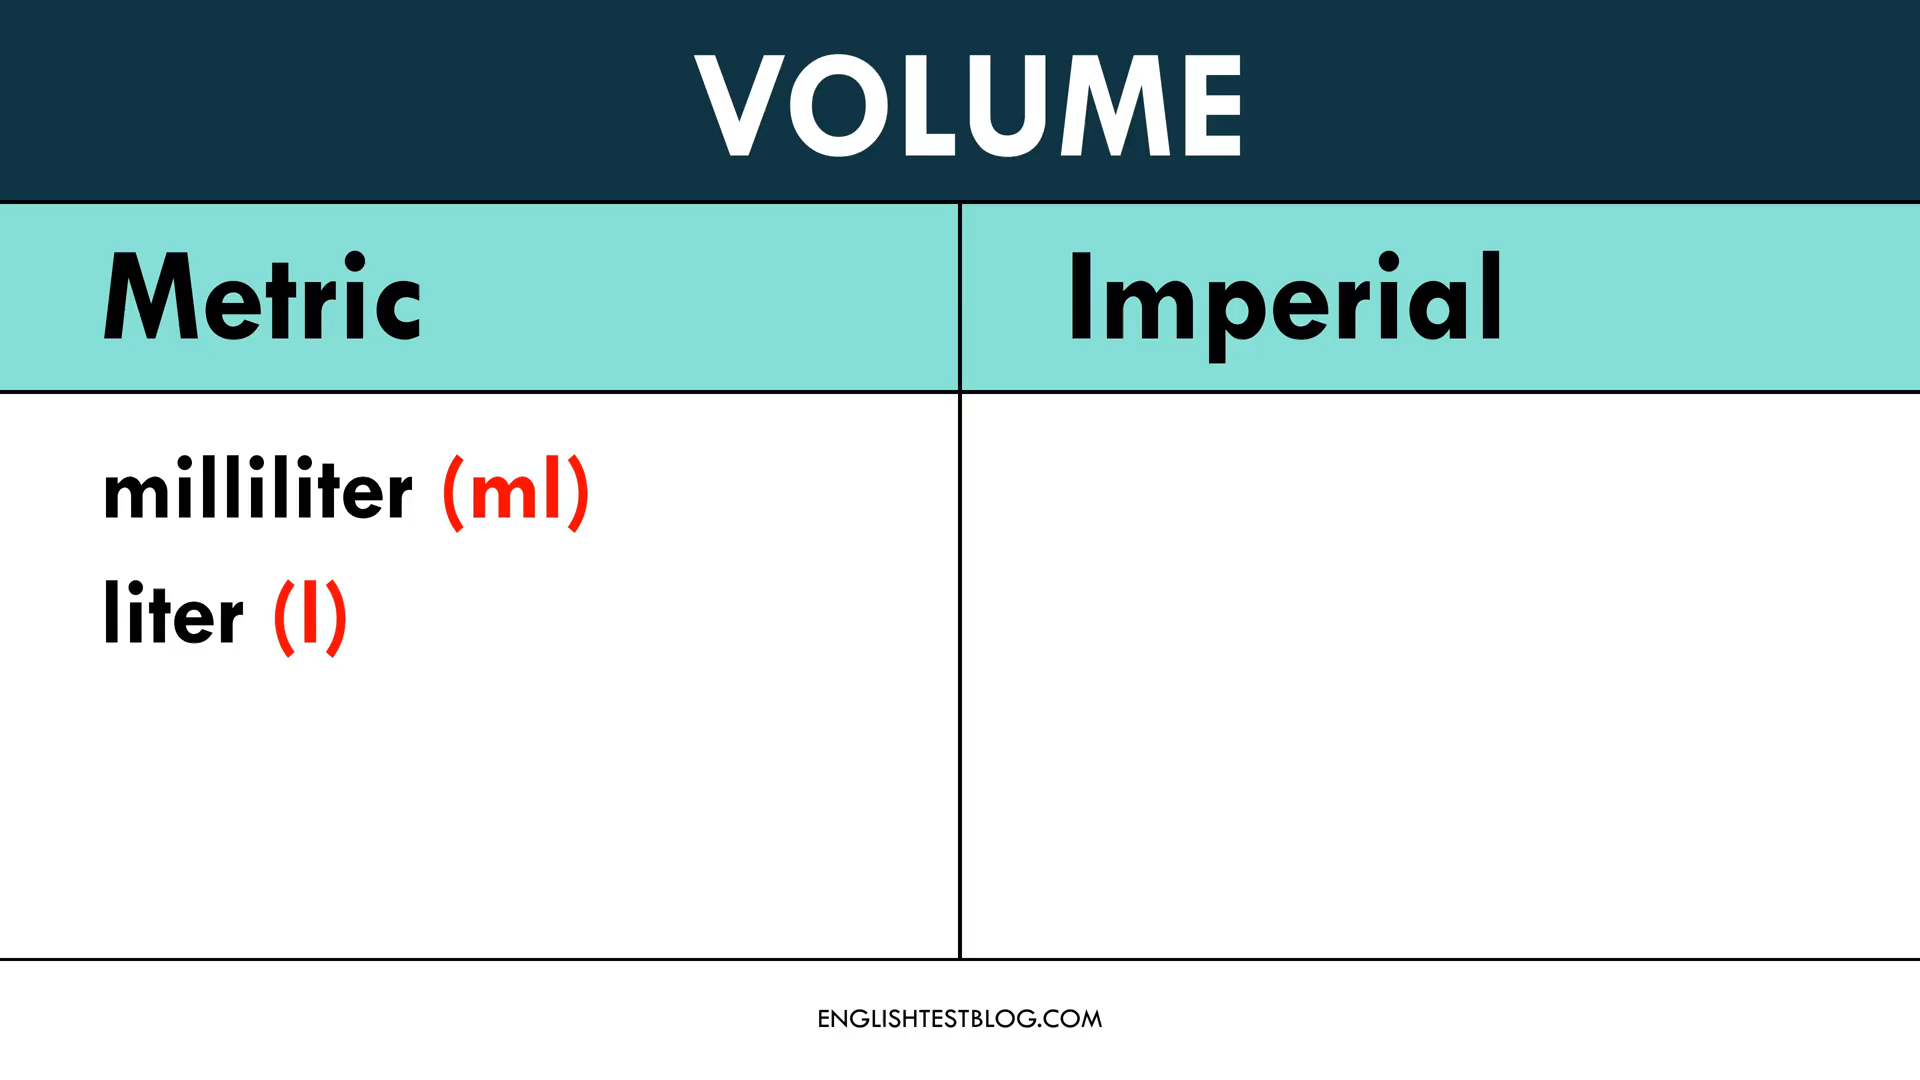 VOLUME
Metric
Imperial
milliliter (ml)
liter (l)
ENGLISHTESTBLOG.COM